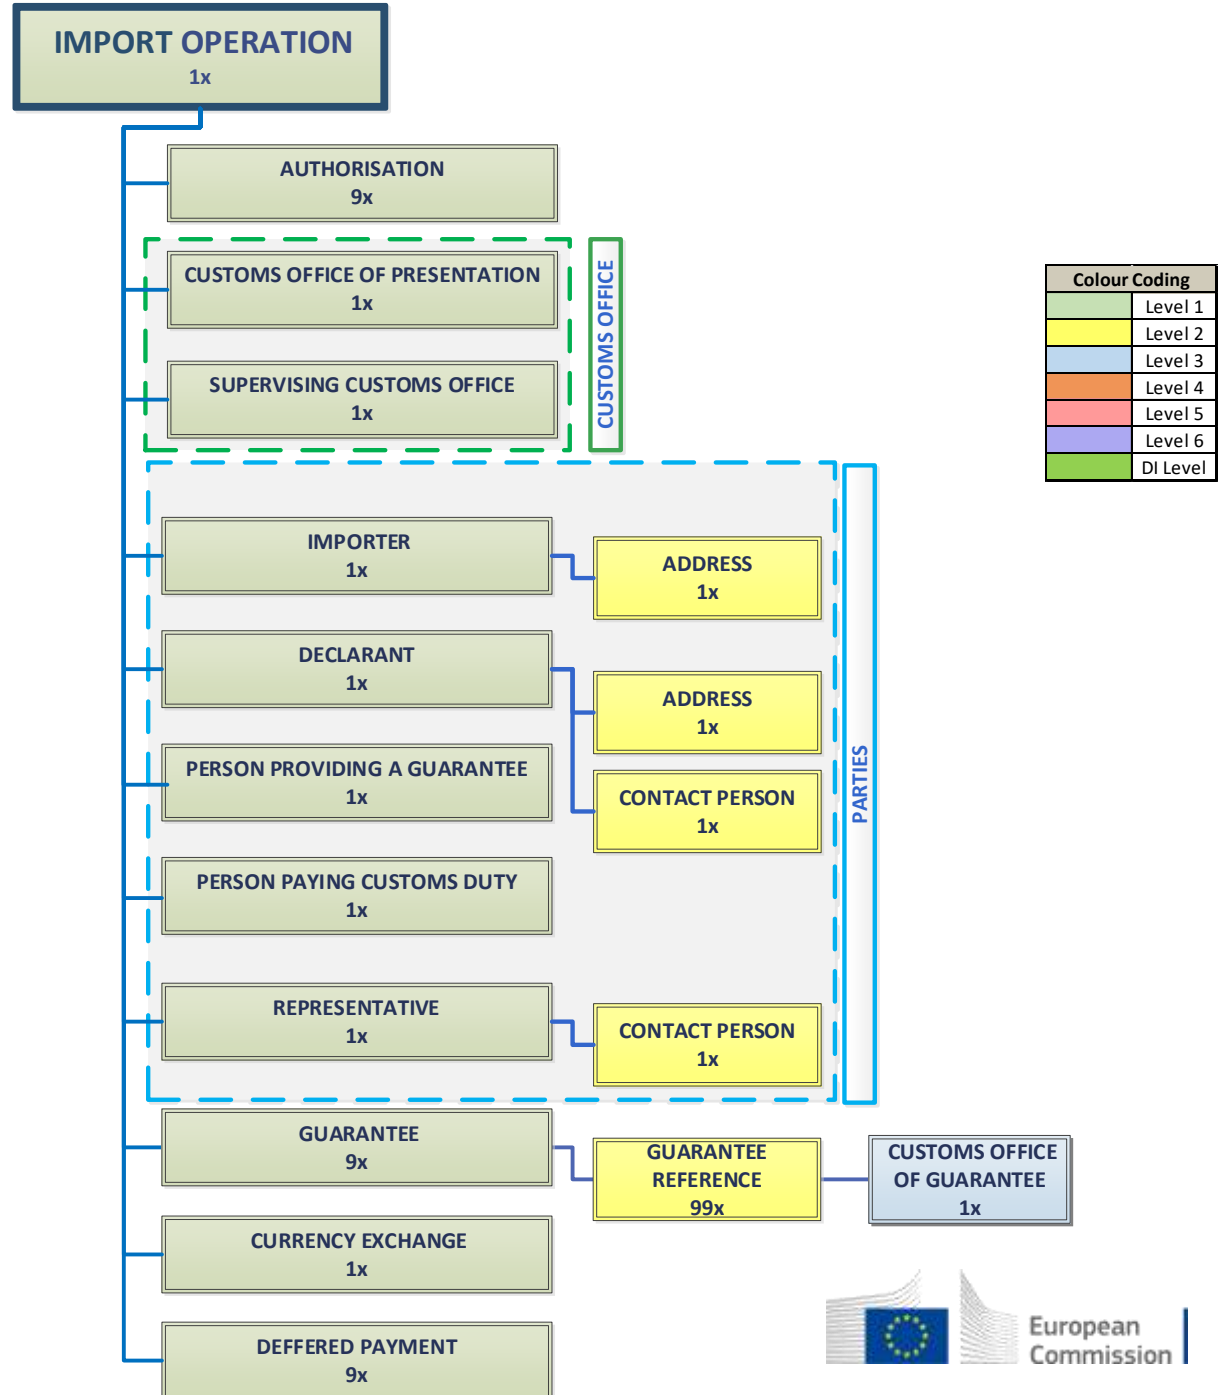 IMPORT OPERATION
1x
AUTHORISATION
9x
CUSTOMS OFFICE OF PRESENTATION
1x
SUPERVISING CUSTOMS OFFICE
1x
CUSTOMS OFFICE
Colour Coding
Level 1
Level 2
Level 3
Level 4
Level 5
Level 6
DI Level
IMPORTER
1x
ADDRESS
1x
DECLARANT
1x
ADDRESS
1x
CONTACT PERSON
1x
PERSON PROVIDING A GUARANTEE
1x
PERSON PAYING CUSTOMS DUTY
1x
REPRESENTATIVE
1x
CONTACT PERSON
1x
PARTIES
GUARANTEE
9x
GUARANTEE
REFERENCE
99x
CUSTOMS OFFICE
OF GUARANTEE
1x
CURRENCY EXCHANGE
1x
DEFFERED PAYMENT
9x
European
Commission